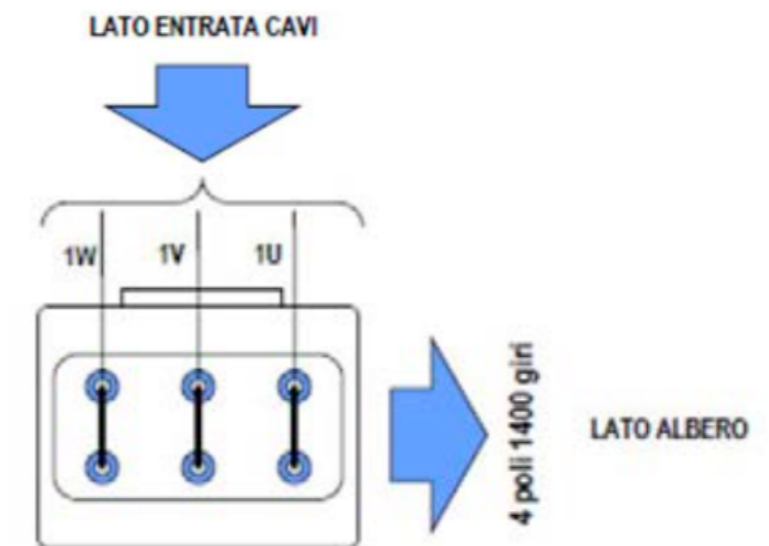 LATO ENTRATA CAVI
1W 1V 1U
4 poli 1400 giri
LATO ALBERO